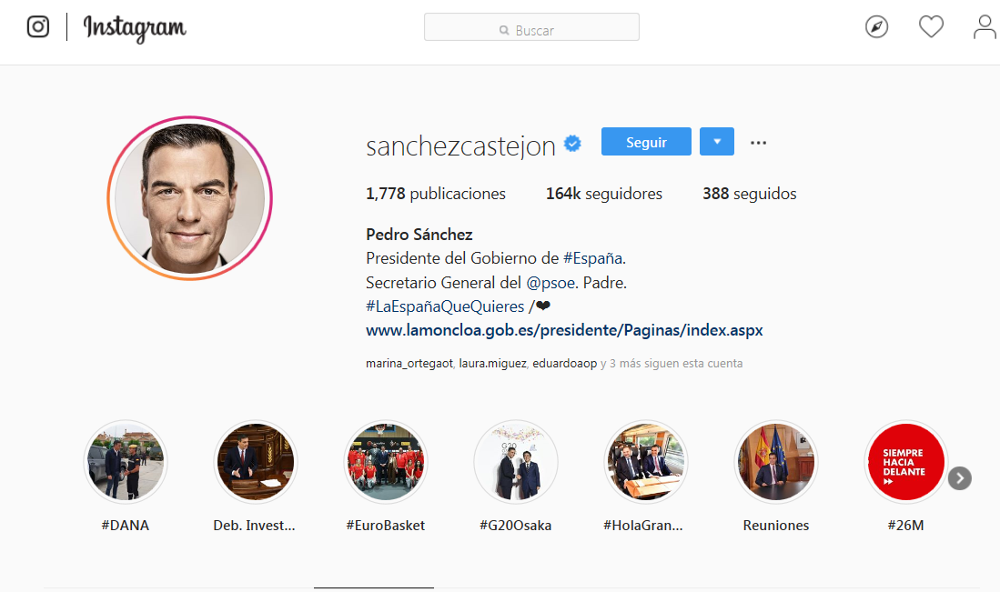 Instagram
Buscar
sanchezcastejon
Seguir
1,778 publicaciones 164k seguidores 388 seguidos
Pedro Sánchez
Presidente del Gobierno de #España.
Secretario General del @psoe. Padre.
#LaEspañaQueQuieres /❤
www.lamoncloa.gob.es/presidente/Paginas/index.aspx
marina_ortegaot, laura.miguez, eduardoaop y 3 más siguen esta cuenta
G20
SIEMPRE
HACIA
DELANTE
#DANA Deb. Invest... #EuroBasket #G20Osaka #HolaGran... Reuniones #26M